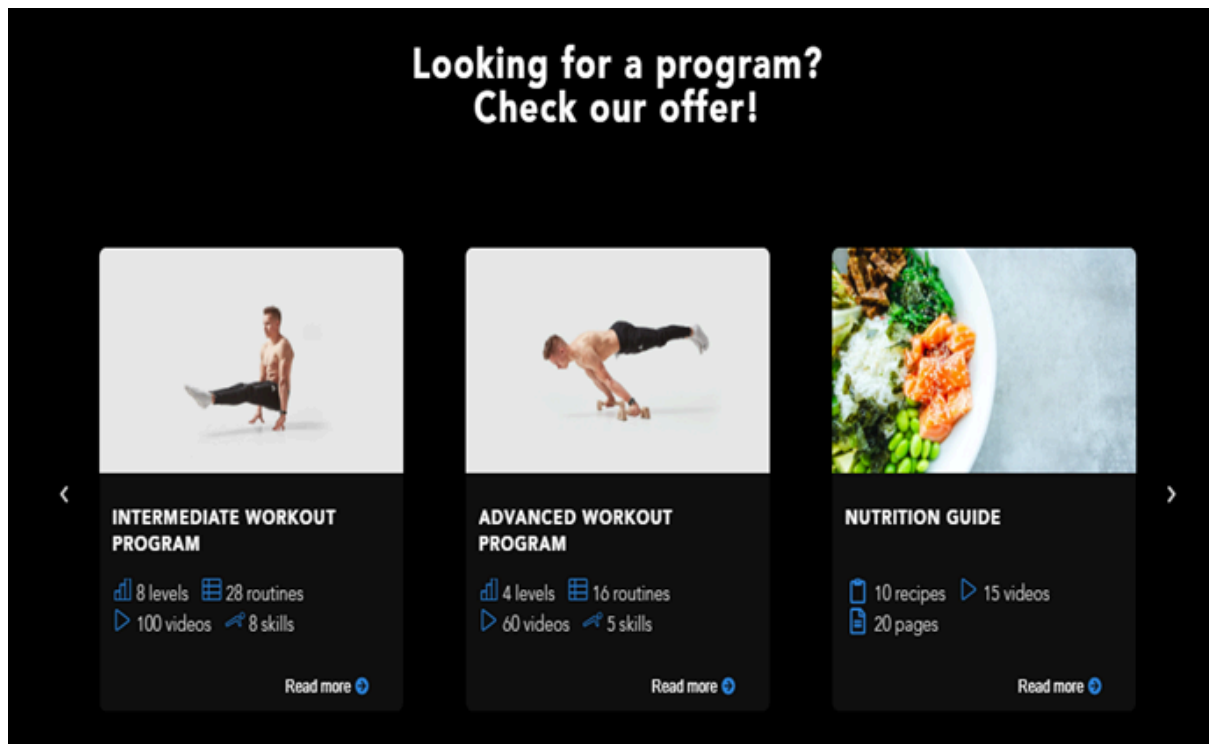 Looking for a program?
Check our offer!
INTERMEDIATE WORKOUT
PROGRAM
8 levels 28 routines
100 videos 8 skills
Read more
ADVANCED WORKOUT
PROGRAM
4 levels 16 routines
60 videos 5 skills
Read more
NUTRITION GUIDE
10 recipes 15 videos
20 pages
Read more